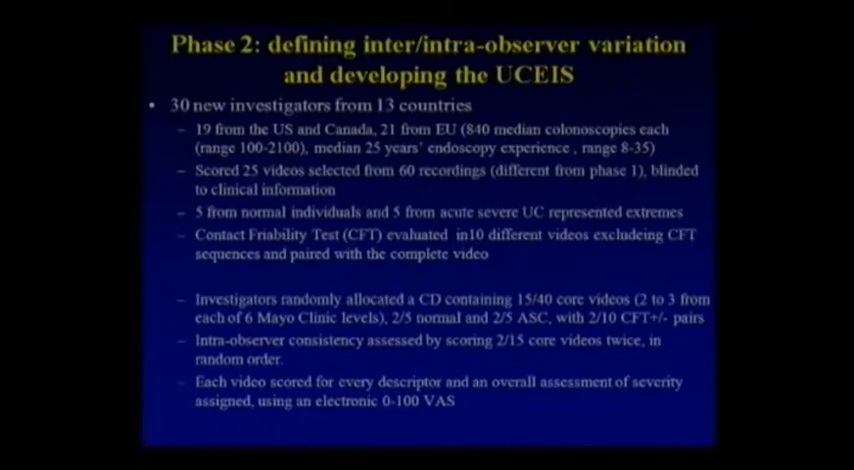 Phase 2: defining inter/intra-observer variation
and developing the UCEIS
• 30 new investigators from 13 countries
– 19 from the US and Canada, 21 from EU (840 median colonoscopies each
(range 100-2100), median 25 years' endoscopy experience , range 8-35)
– Scored 25 videos selected from 60 recordings (different from phase 1), blinded
to clinical information
– 5 from normal individuals and 5 from acute severe UC represented extremes
– Contact Friability Test (CFT) evaluated in10 different videos excludeing CFT
sequences and paired with the complete video
– Investigators randomly allocated a CD containing 15/40 core videos (2 to 3 from
each of 6 Mayo Clinic levels), 2/5 normal and 2/5 ASC, with 2/10 CFT+/- pairs
– Intra-observer consistency assessed by scoring 2/15 core videos twice, in
random order.
– Each video scored for every descriptor and an overall assessment of severity
assigned, using an electronic 0-100 VAS